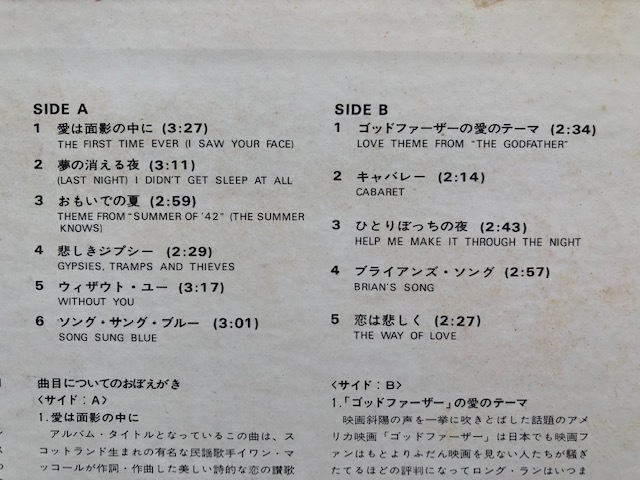 SIDE A
1 愛は面影の中に (3:27)
THE FIRST TIME EVER (I SAW YOUR FACE)
2 夢の消える夜 (3:11)
(LAST NIGHT) I DIDN'T GET SLEEP AT ALL
3 おもいでの夏 (2:59)
THEME FROM "SUMMER OF '42" (THE SUMMER
KNOWS)
4 悲しきジプシー (2:29)
GYPSIES, TRAMPS AND THIEVES
5 ウィザウト・ユー (3:17)
WITHOUT YOU
6 ソング・サング・ブルー (3:01)
SONG SUNG BLUE
SIDE B
1 ゴッドファーザーの愛のテーマ (2:34)
LOVE THEME FROM "THE GODFATHER"
2 キャバレー (2:14)
CABARET
3 ひとりぼっちの夜 (2:43)
HELP ME MAKE IT THROUGH THE NIGHT
4 ブライアンズ・ソング (2:57)
BRIAN'S SONG
5 恋は悲しく (2:27)
THE WAY OF LOVE
曲目についてのおぼえがき
〈サイド:A〉
1.愛は面影の中に
アルバム・タイトルとなっているこの曲は、ス
コットランド生まれの有名な民謡歌手イワン・マ
ッコールが作詞・作曲した美しい詩的な恋の讃歌
〈サイド:B〉
1.「ゴッドファーザー」の愛のテーマ
映画斜陽の声を一挙に吹きとばした話題のアメ
リカ映画「ゴッドファーザー」は日本でも映画フ
ァンはもとよりふだん映画を見ない人たちが騒ぎ
たてるほどの評判になってロング・ランはいつま